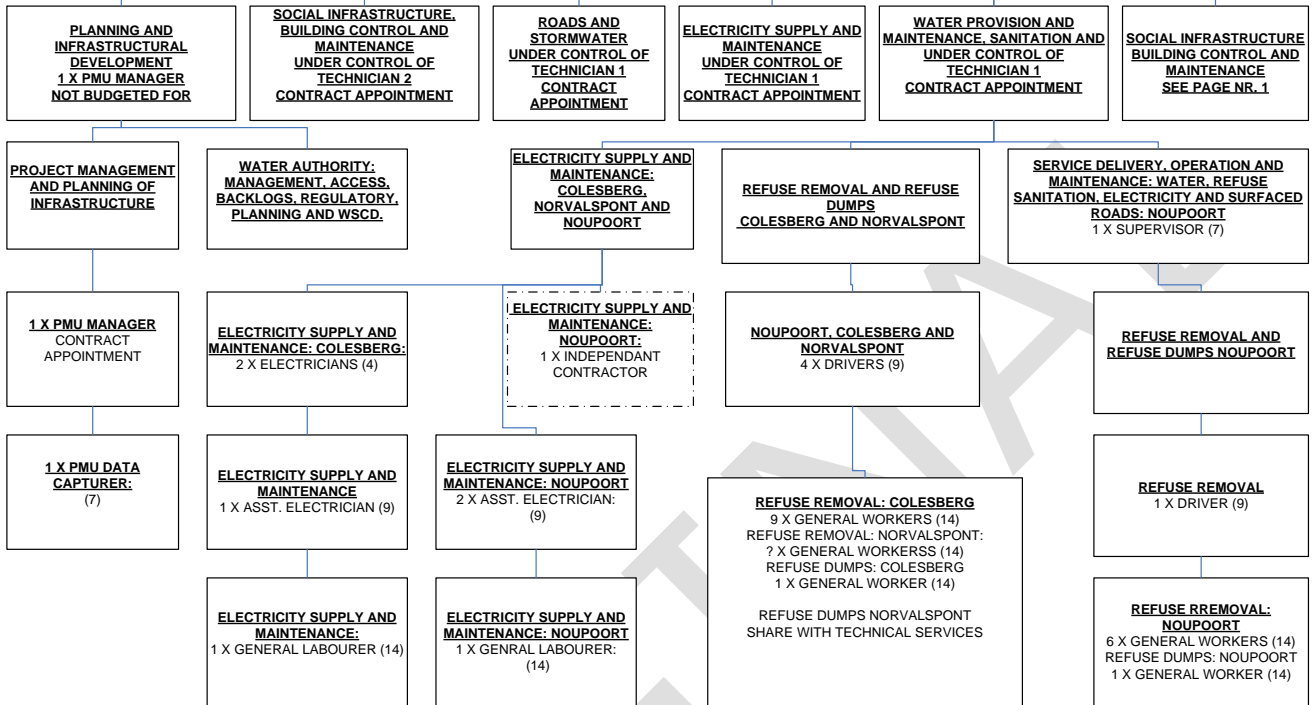 PLANNING AND
INFRASTRUCTURAL
DEVELOPMENT
1 X PMU MANAGER
NOT BUDGETED FOR
SOCIAL INFRASTRUCTURE,
BUILDING CONTROL AND
MAINTENANCE
UNDER CONTROL OF
TECHNICIAN 2
CONTRACT APPOINTMENT
ROADS AND
STORMWATER
UNDER CONTROL OF
TECHNICIAN 1
CONTRACT
APPOINTMENT
ELECTRICITY SUPPLY AND
MAINTENANCE
UNDER CONTROL OF
TECHNICIAN 1
CONTRACT APPOINTMENT
WATER PROVISION AND
MAINTENANCE, SANITATION AND
UNDER CONTROL OF
TECHNICIAN 1
CONTRACT APPOINTMENT
SOCIAL INFRASTRUCTURE
BUILDING CONTROL AND
MAINTENANCE
SEE PAGE NR. 1
PROJECT MANAGEMENT
AND PLANNING OF
INFRASTRUCTURE
WATER AUTHORITY:
MANAGEMENT, ACCESS,
BACKLOGS, REGULATORY,
PLANNING AND WSCD.
ELECTRICITY SUPPLY AND
MAINTENANCE:
COLESBERG,
NORVALSPONT AND
NOUPOORT
REFUSE REMOVAL AND REFUSE
DUMPS
COLESBERG AND NORVALSPONT
SERVICE DELIVERY, OPERATION AND
MAINTENANCE: WATER, REFUSE
SANITATION, ELECTRICITY AND SURFACED
ROADS: NOUPOORT
1 X SUPERVISOR (7)
1 X PMU MANAGER
CONTRACT
APPOINTMENT
ELECTRICITY SUPPLY AND
MAINTENANCE: COLESBERG:
2 X ELECTRICIANS (4)
ELECTRICITY SUPPLY AND
MAINTENANCE:
NOUPOORT:
1 X INDEPENDANT
CONTRACTOR
NOUPOORT, COLESBERG AND
NORVALSPONT
4 X DRIVERS (9)
REFUSE REMOVAL AND
REFUSE DUMPS NOUPOORT
1 X PMU DATA
CAPTURER:
(7)
ELECTRICITY SUPPLY AND
MAINTENANCE
1 X ASST. ELECTRICIAN (9)
ELECTRICITY SUPPLY AND
MAINTENANCE: NOUPOORT
2 X ASST. ELECTRICIAN:
(9)
REFUSE REMOVAL: COLESBERG
9 X GENERAL WORKERS (14)
REFUSE REMOVAL: NORVALSPONT:
? X GENERAL WORKERSS (14)
REFUSE DUMPS: COLESBERG
1 X GENERAL WORKER (14)
REFUSE DUMPS NORVALSPONT
SHARE WITH TECHNICAL SERVICES
REFUSE REMOVAL
1 X DRIVER (9)
ELECTRICITY SUPPLY AND
MAINTENANCE:
1 X GENERAL LABOURER (14)
ELECTRICITY SUPPLY AND
MAINTENANCE: NOUPOORT
1 X GENRAL LABOURER:
(14)
REFUSE RREMOVAL:
NOUPOORT
6 X GENERAL WORKERS (14)
REFUSE DUMPS: NOUPOORT
1 X GENERAL WORKER (14)